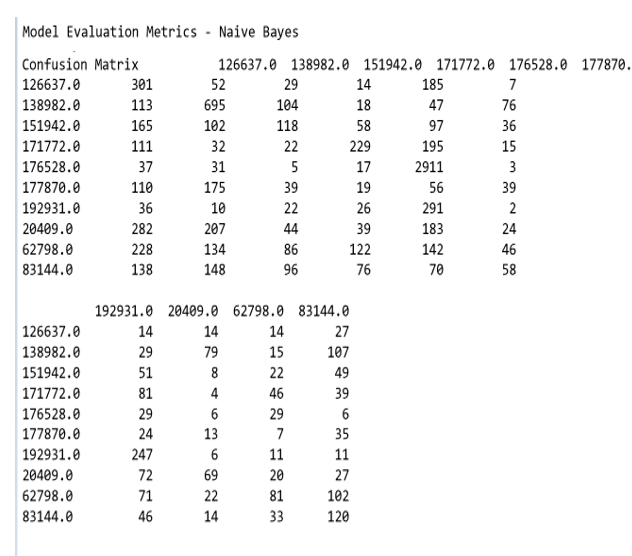 Model Evaluation Metrics - Naive Bayes
Confusion Matrix 126637.0 138982.0 151942.0 171772.0 176528.0 177870.
126637.0 301 52 29 14 185 7
138982.0 113 695 104 18 47 76
151942.0 165 102 118 58 97 36
171772.0 111 32 22 229 195 15
176528.0 37 31 5 17 2911 3
177870.0 110 175 39 19 56 39
192931.0 36 10 22 26 291 2
20409.0 282 207 44 39 183 24
62798.0 228 134 86 122 142 46
83144.0 138 148 96 76 70 58
192931.0 20409.0 62798.0 83144.0
126637.0 14 14 14 27
138982.0 29 79 15 107
151942.0 51 8 22 49
171772.0 81 4 46 39
176528.0 29 6 29 6
177870.0 24 13 7 35
192931.0 247 6 11 11
20409.0 72 69 20 27
62798.0 71 22 81 102
83144.0 46 14 33 120